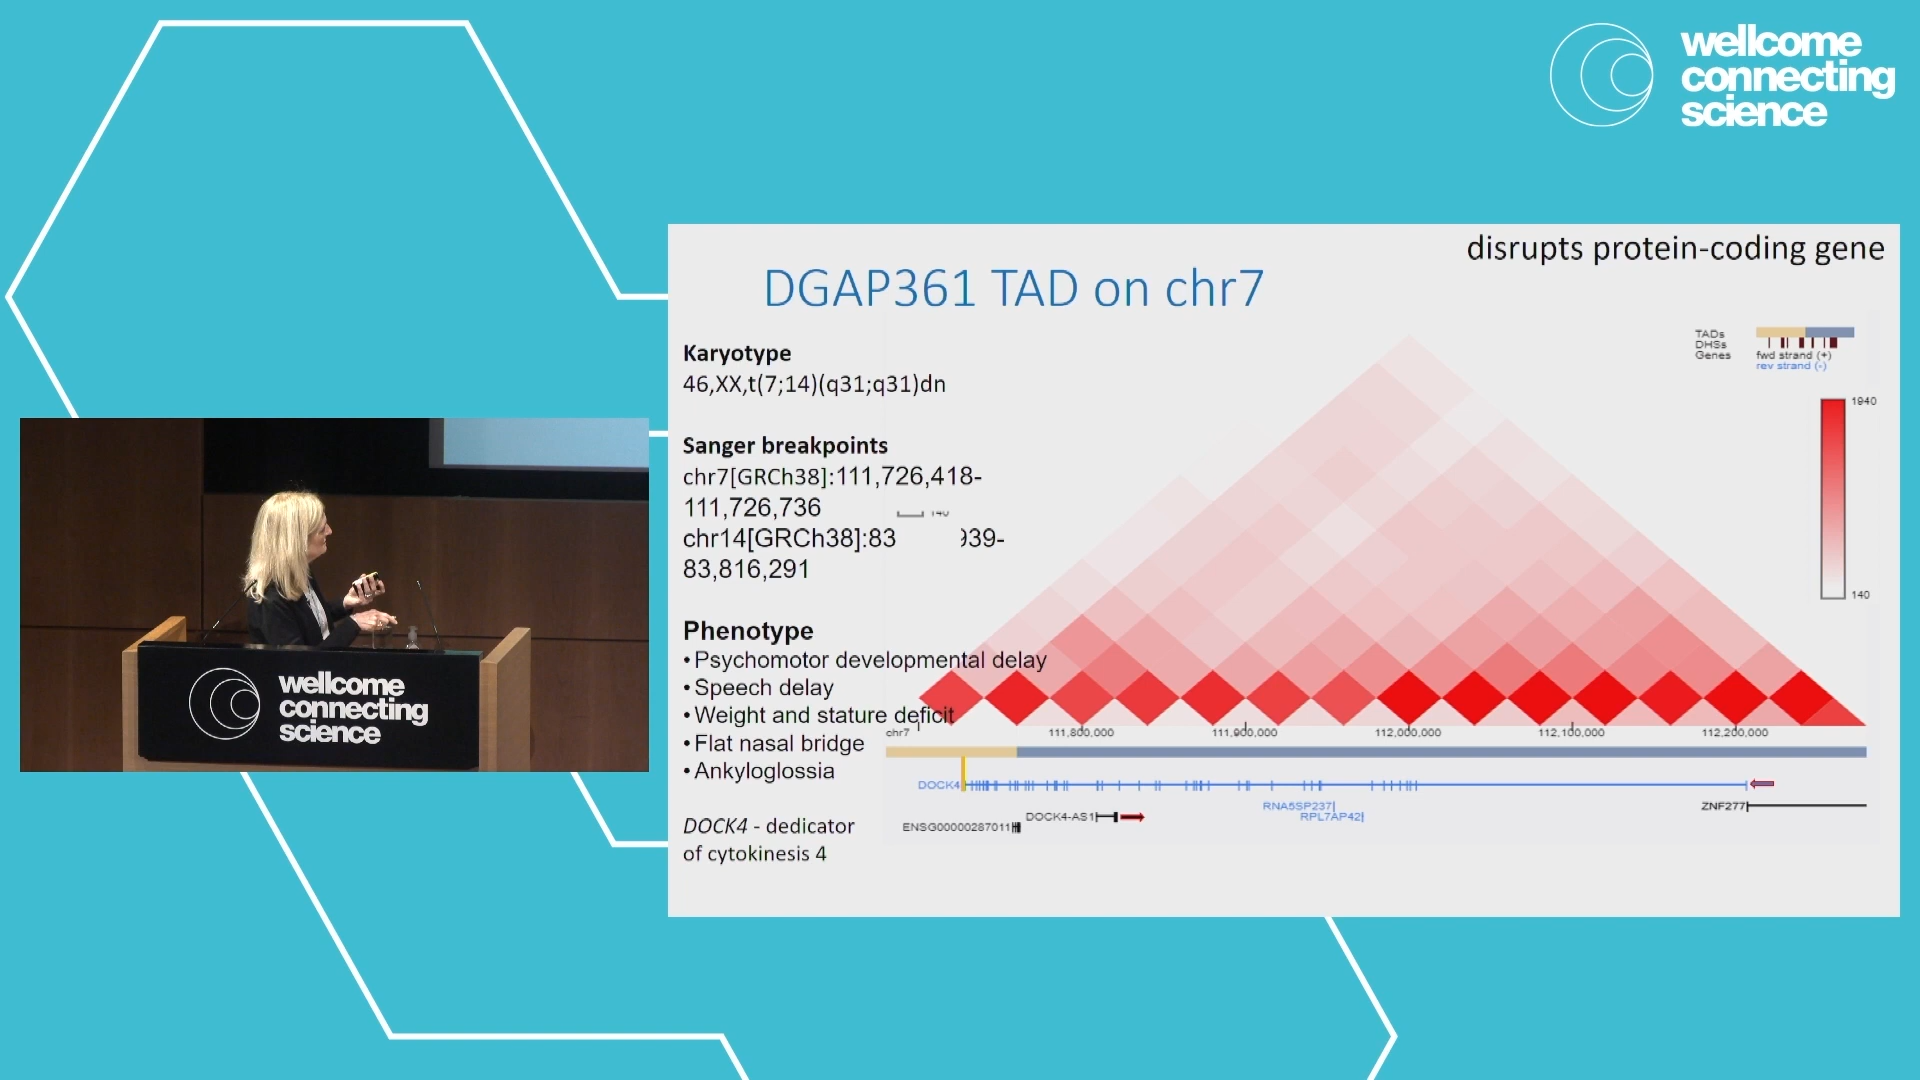 wellcome
connecting
science
disrupts protein-coding gene
DGAP361 TAD on chr7
Karyotype
46,XX,t(7;14)(q31;q31)dn
Sanger breakpoints
chr7[GRCh38]:111,726,418-
111,726,736
140
chr14[GRCh38]:83 939-
83,816,291
Phenotype
•Psychomotor developmental delay
•Speech delay
•Weight and stature deficit
•Flat nasal bridge
•Ankyloglossia
DOCK4 - dedicator
of cytokinesis 4
TADs
DHSs
Genes
fwd strand (+)
rev strand (-)
1940
140
chr7 111,800,000 111,900,000 112,000,000 112,100,000 112,200,000
DOCK4
RNA5SP237
RPL7AP42
ZNF277
DOCK4-AS1
ENSG00000287011
wellcome
connecting
science